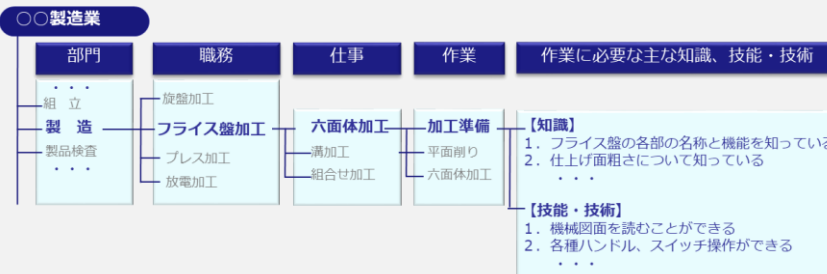 〇〇製造業
部門
職務
仕事
作業
作業に必要な主な知識、技能・技術
・・・
組 立
製 造
製品検査
・・・
旋盤加工
フライス盤加工
プレス加工
放電加工
六面体加工
溝加工
組合せ加工
加工準備
平面削り
六面体加工
【知識】
１．フライス盤の各部の名称と機能を知ってい
２．仕上げ面粗さについて知っている
・・・
【技能・技術】
１．機械図面を読むことができる
２．各種ハンドル、スイッチ操作ができる
・・・